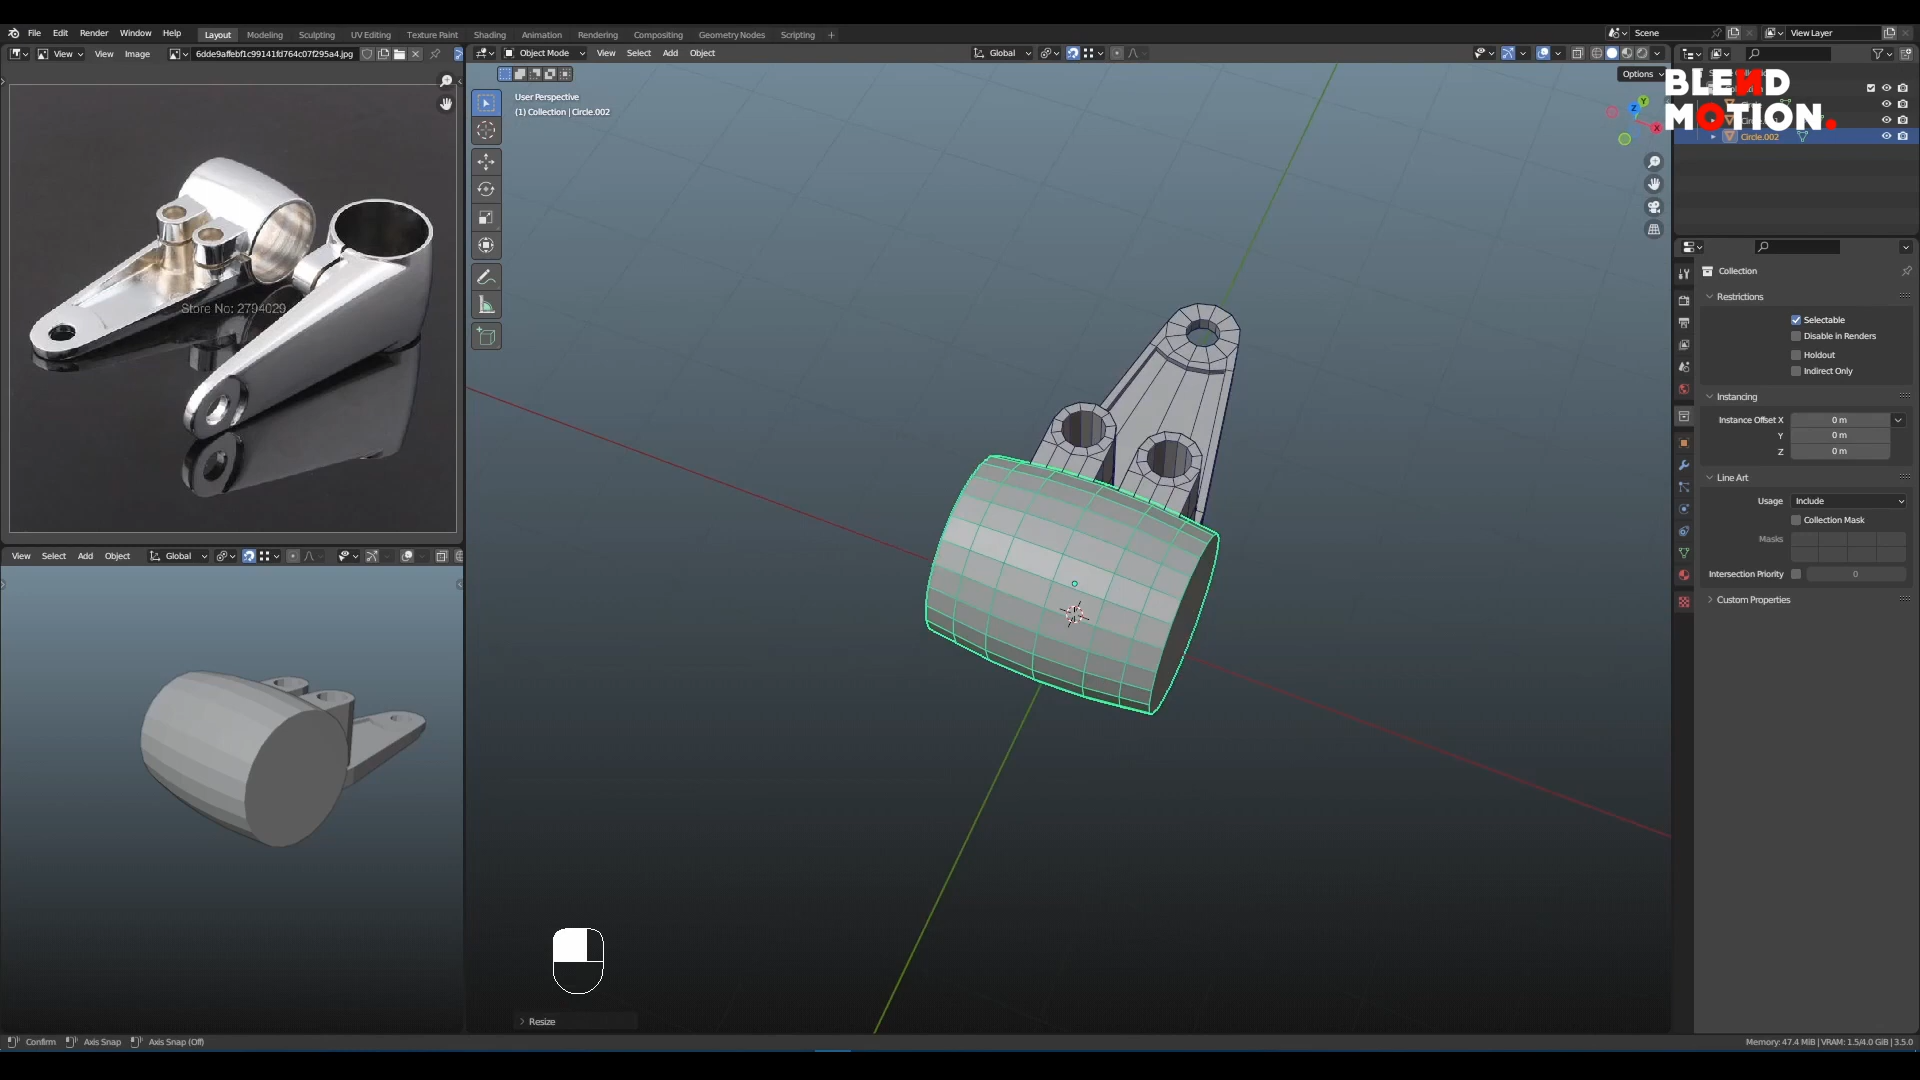 File Edit Render Window Help Layout Modeling Sculpting UV Editing Texture Paint Shading Animation Rendering Compositing Geometry Nodes Scripting + Scene View Layer
View View Image 6dde9affebf1c99141fd764c07f295a4.jpg Object Mode View Select Add Object Global
Options
BLEND
MOTION.
User Perspective
(1) Collection | Circle.002
Circle.002
Z
Y
X
Store No: 2794029
Collection
Restrictions
Selectable
Disable in Renders
Holdout
Indirect Only
Instancing
Instance Offset X 0 m
Y 0 m
Z 0 m
Line Art
Usage Include
Collection Mask
Masks
Intersection Priority 0
Custom Properties
View Select Add Object Global
Resize
Confirm Axis Snap Axis Snap (Off) Memory: 47.4 MiB | VRAM: 1.5/4.0 GiB | 3.5.0